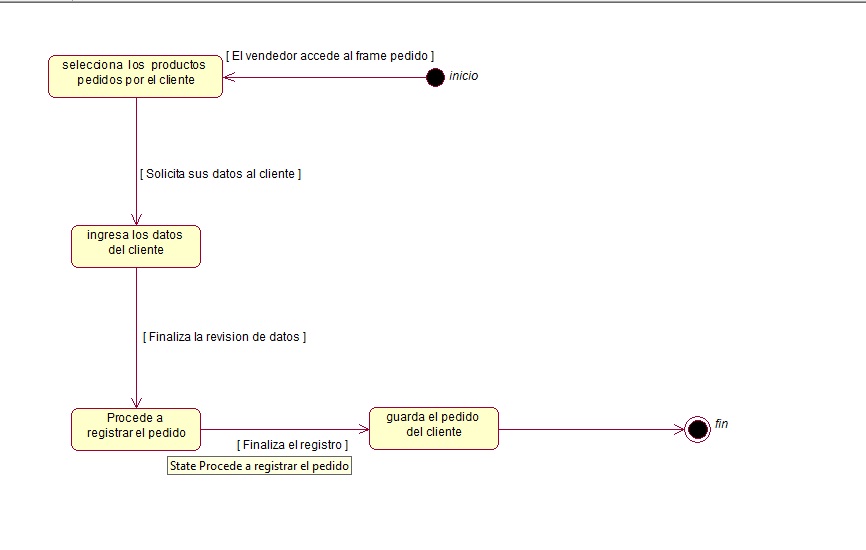 [ El vendedor accede al frame pedido ]
inicio
selecciona los productos
pedidos por el cliente
[ Solicita sus datos al cliente ]
ingresa los datos
del cliente
[ Finaliza la revision de datos ]
Procede a
registrar el pedido
[ Finaliza el registro ]
guarda el pedido
del cliente
fin
State Procede a registrar el pedido